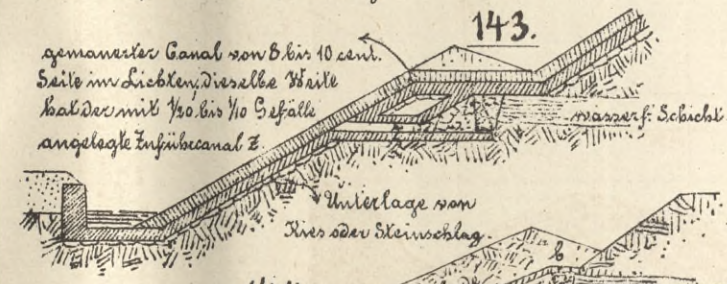 143.
gemauerter Canal von 8 bis 10 cent.
Seite im Lichten, dieselbe Weite
hat der mit 1/20 bis 1/10 Gefälle
angelegte Zuführcanal Z.
wasserf. Schicht
Unterlage von
Kies oder Steinschlag.
b